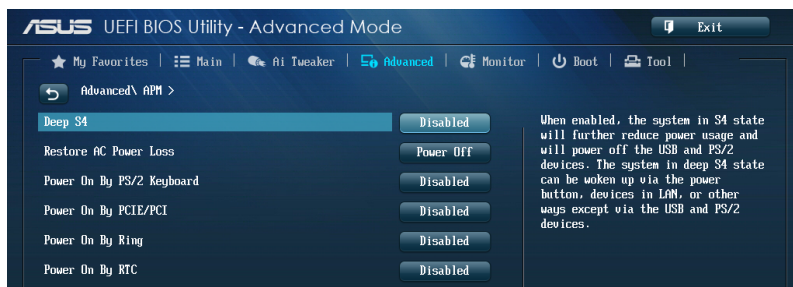 ASUS UEFI BIOS Utility - Advanced Mode Exit
My Favorites Main Ai Tweaker Advanced Monitor Boot Tool
Advanced\ APM >
Deep S4 Disabled
Restore AC Power Loss Power Off
Power On By PS/2 Keyboard Disabled
Power On By PCIE/PCI Disabled
Power On By Ring Disabled
Power On By RTC Disabled
When enabled, the system in S4 state
will further reduce power usage and
will power off the USB and PS/2
devices. The system in deep S4 state
can be woken up via the power
button, devices in LAN, or other
ways except via the USB and PS/2
devices.